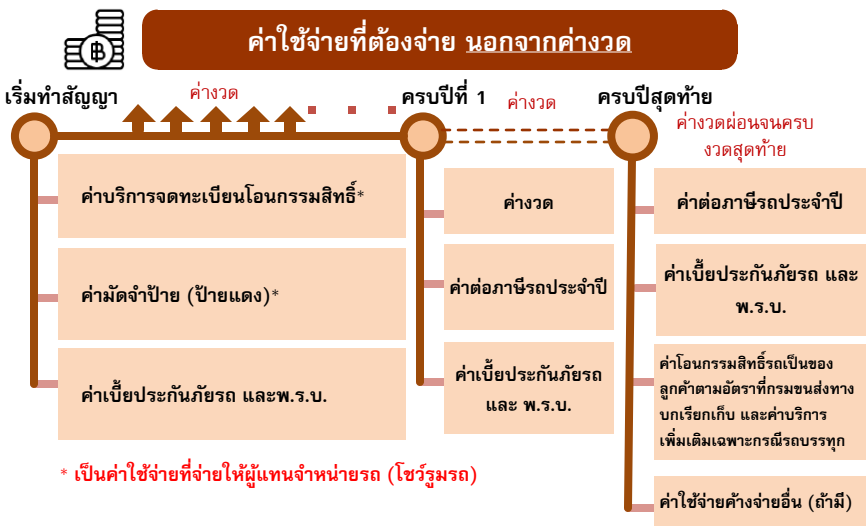 ค่าใช้จ่ายที่ต้องจ่าย นอกจากค่างวด
เริ่มทำสัญญา
ค่างวด
ครบปีที่ 1
ค่างวด
ครบปีสุดท้าย
ค่างวดผ่อนจนครบ
งวดสุดท้าย
ค่าบริการจดทะเบียนโอนกรรมสิทธิ์*
ค่ามัดจำป้าย (ป้ายแดง)*
ค่าเบี้ยประกันภัยรถ และพ.ร.บ.
ค่างวด
ค่าต่อภาษีรถประจำปี
ค่าเบี้ยประกันภัยรถ
และ พ.ร.บ.
ค่าต่อภาษีรถประจำปี
ค่าเบี้ยประกันภัยรถ และ
พ.ร.บ.
ค่าโอนกรรมสิทธิ์รถเป็นของ
ลูกค้าตามอัตราที่กรมขนส่งทาง
บกเรียกเก็บ และค่าบริการ
เพิ่มเติมเฉพาะกรณีรถบรรทุก
ค่าใช้จ่ายค้างจ่ายอื่น (ถ้ามี)
* เป็นค่าใช้จ่ายที่จ่ายให้ผู้แทนจำหน่ายรถ (โชว์รูมรถ)